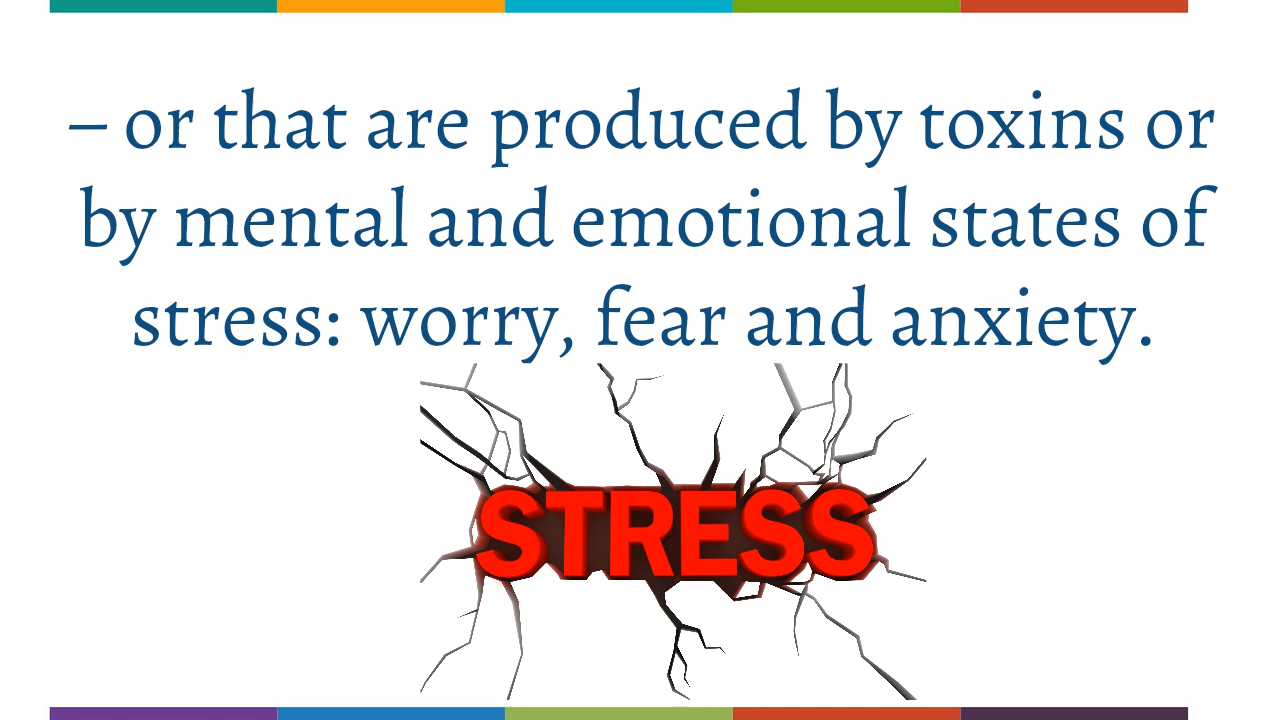 – or that are produced by toxins or
by mental and emotional states of
stress: worry, fear and anxiety.
STRESS